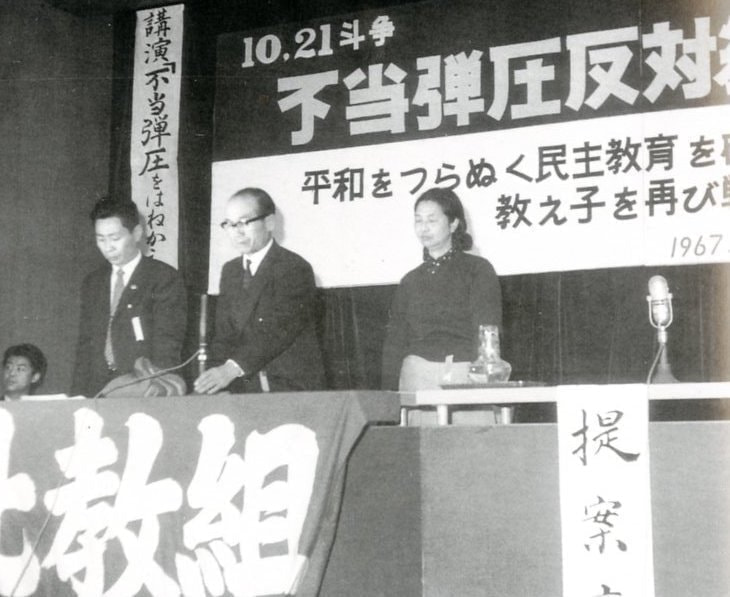 講演「不当弾圧をはねかえ
10.21斗争
不当弾圧反対
平和をつらぬく民主教育を
教え子を再び
1967.
教組
提案